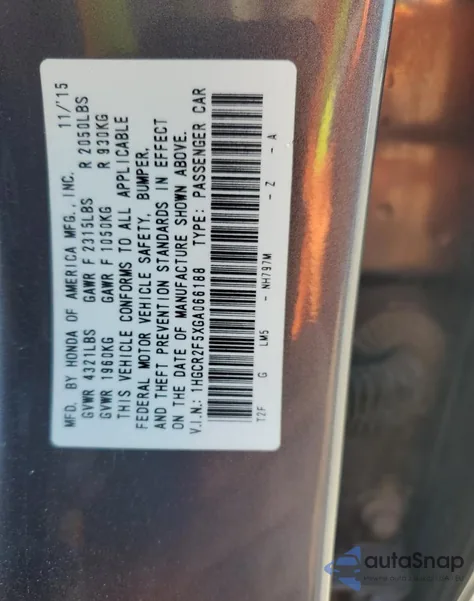 MFD. BY HONDA OF AMERICA MFG., INC. 11/15
GVWR 4321LBS GAWR F 2315LBS R 2050LBS
GVWR 1960KG GAWR F 1050KG R 930KG
THIS VEHICLE CONFORMS TO ALL APPLICABLE
FEDERAL MOTOR VEHICLE SAFETY, BUMPER,
AND THEFT PREVENTION STANDARDS IN EFFECT
ON THE DATE OF MANUFACTURE SHOWN ABOVE.
V.I.N.: 1HGCR2F5XGA066168 TYPE: PASSENGER CAR
T2F G LM5 - NH797M - Z - A
autaSnap